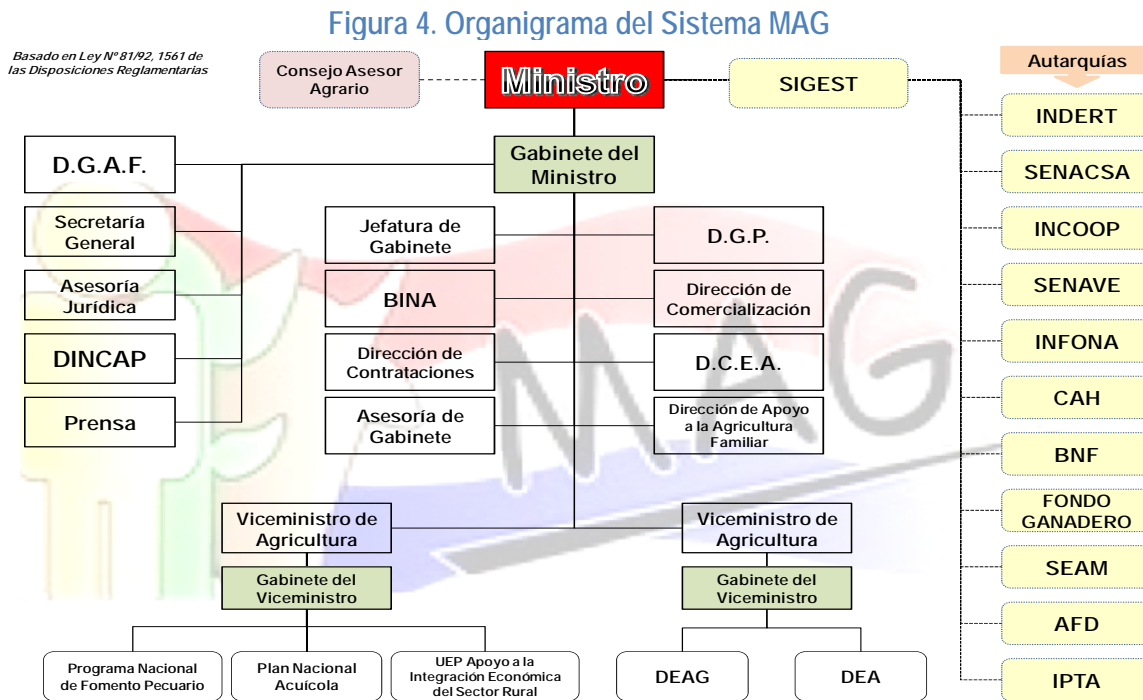 Figura 4. Organigrama del Sistema MAG
Basado en Ley Nº 81/92, 1561 de
las Disposiciones Reglamentarias
Consejo Asesor
Agrario
Ministro
SIGEST
Autarquías
INDERT
SENACSA
INCOOP
SENAVE
INFONA
CAH
BNF
FONDO
GANADERO
SEAM
AFD
IPTA
Gabinete del
Ministro
D.G.A.F.
Secretaría
General
Asesoría
Jurídica
DINCAP
Prensa
Jefatura de
Gabinete
D.G.P.
BINA
Dirección de
Comercialización
Dirección de
Contrataciones
D.C.E.A.
Asesoría de
Gabinete
Dirección de Apoyo
a la Agricultura
Familiar
MAG
Viceministro de
Agricultura
Viceministro de
Agricultura
Gabinete del
Viceministro
Gabinete del
Viceministro
Programa Nacional
de Fomento Pecuario
Plan Nacional
Acuícola
UEP Apoyo a la
Integración Económica
del Sector Rural
DEAG
DEA